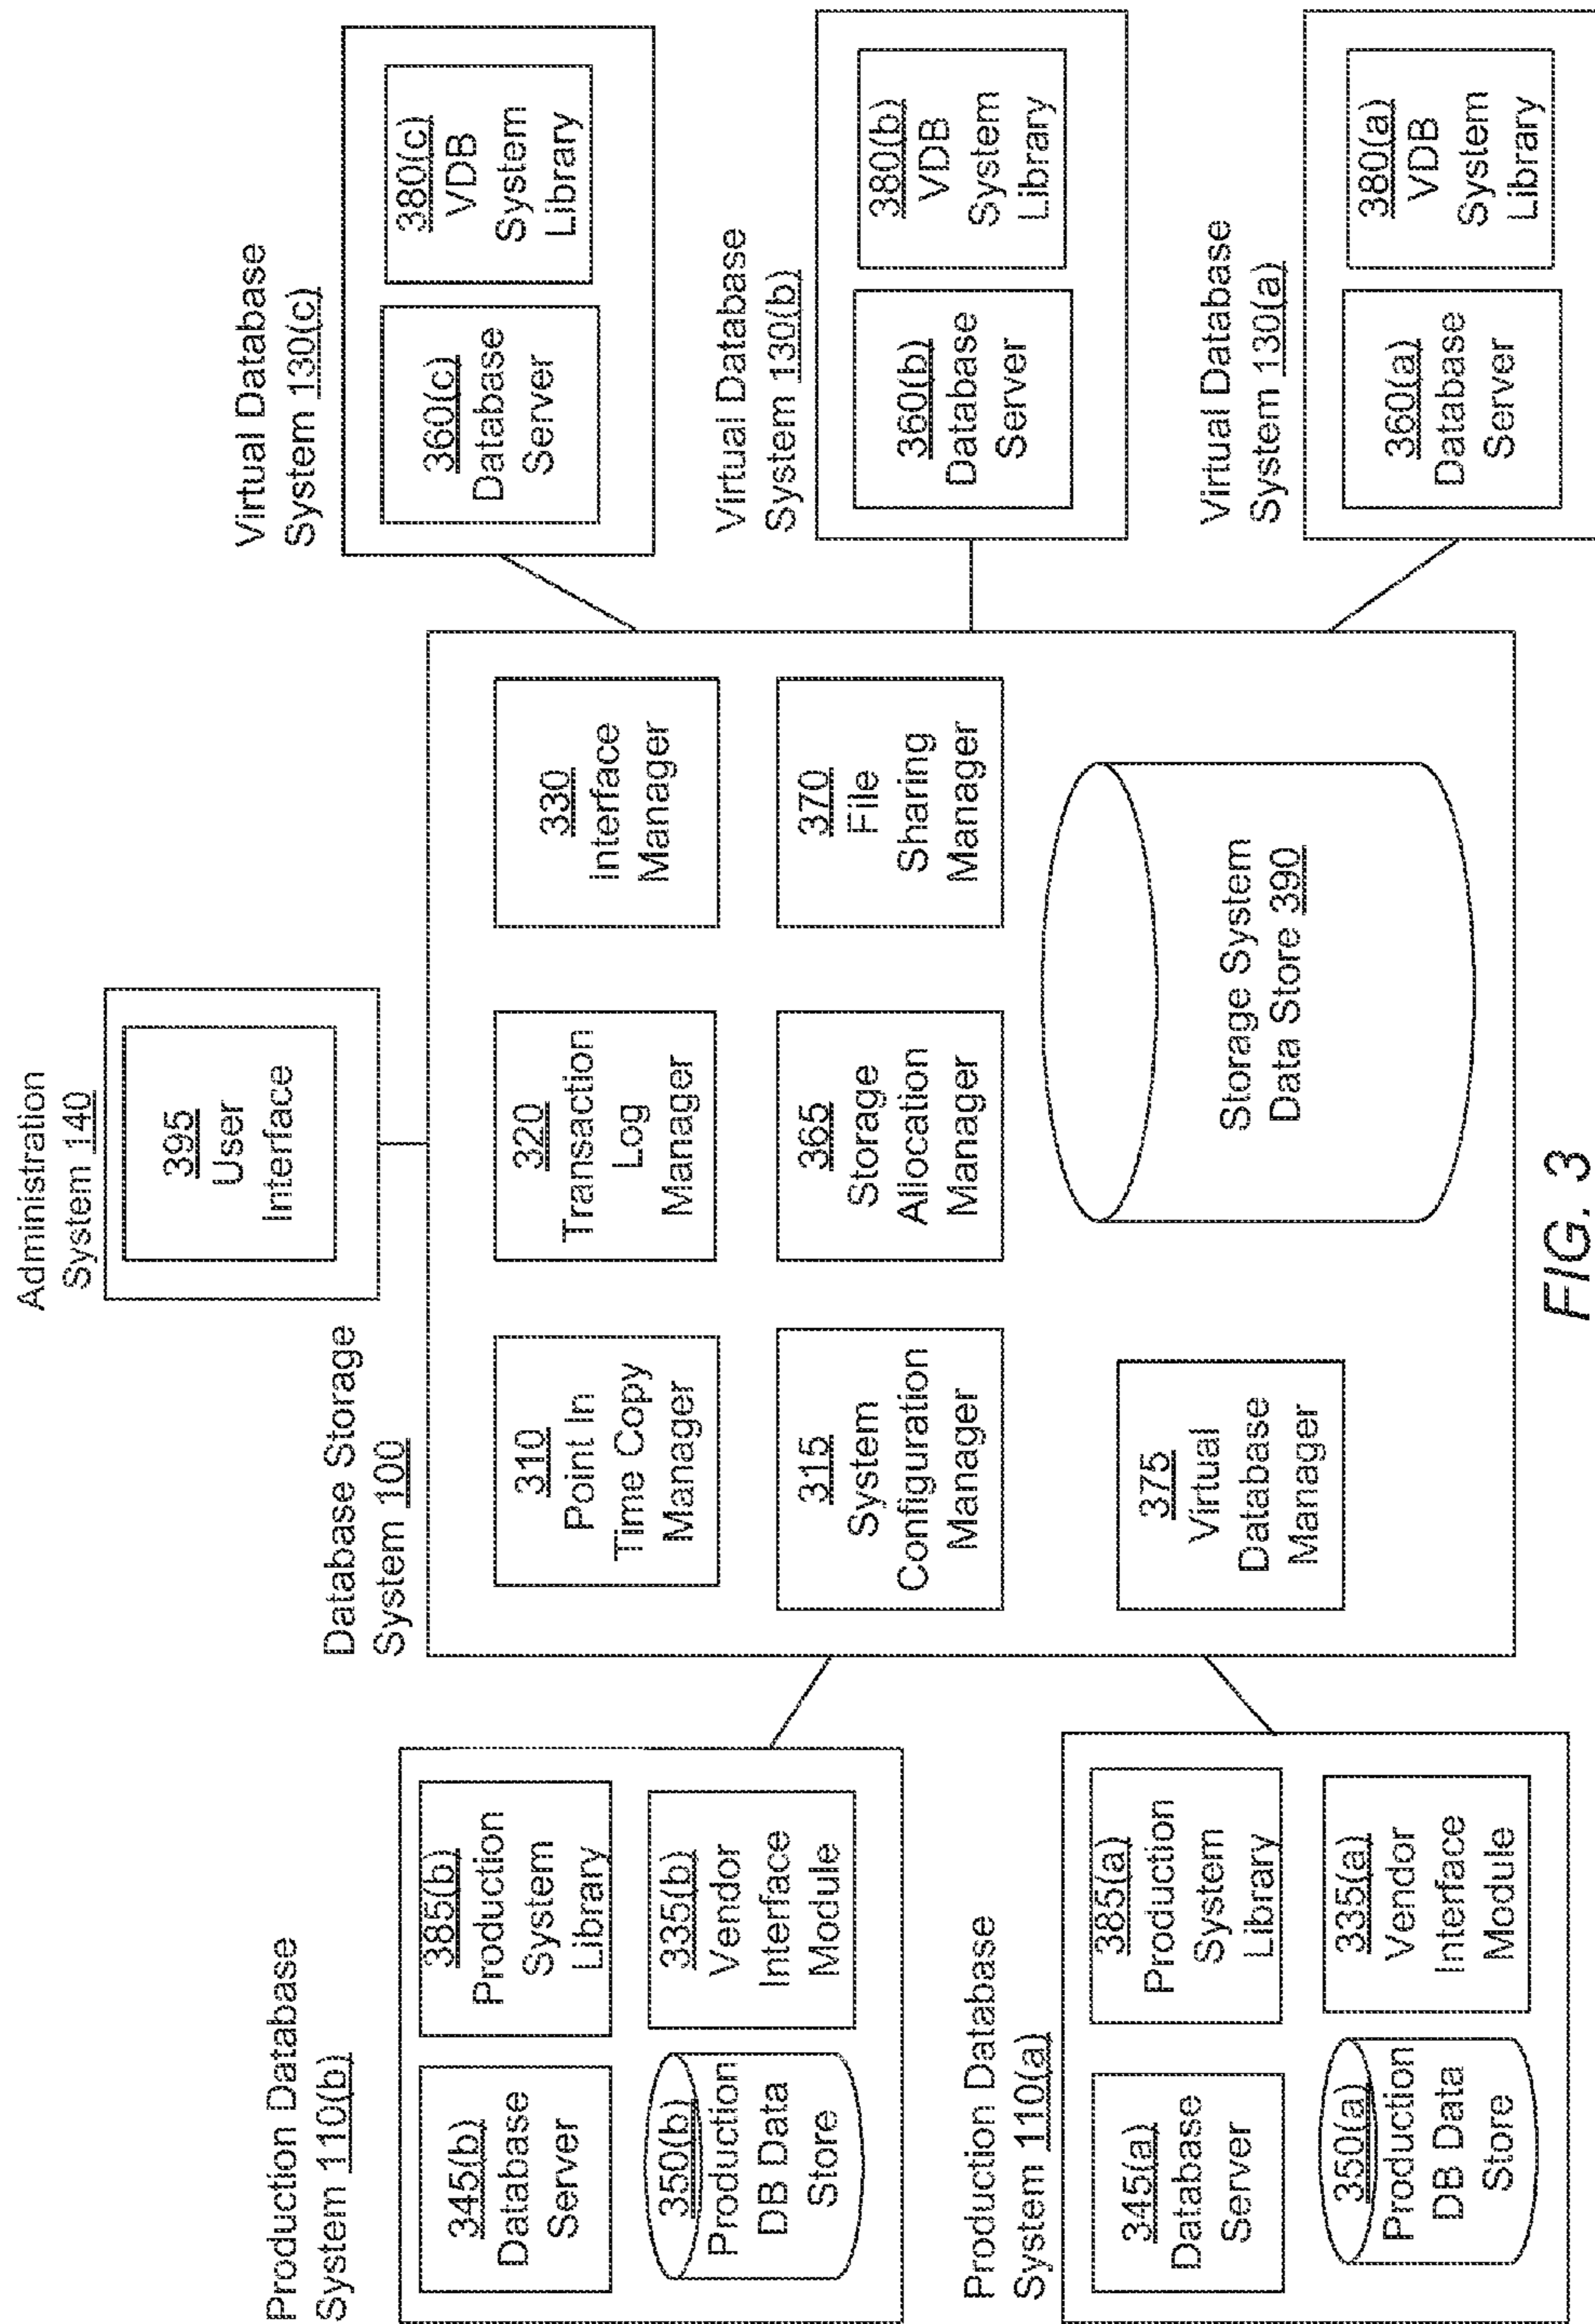 Administration
System 140
395
User
Interface
Production Database
System 110(b)
345(b)
Database
Server
385(b)
Production
System
Library
350(b)
Production
DB Data
Store
335(b)
Vendor
Interface
Module
Production Database
System 110(a)
345(a)
Database
Server
385(a)
Production
System
Library
350(a)
Production
DB Data
Store
335(a)
Vendor
Interface
Module
Database Storage
System 100
310
Point In
Time Copy
Manager
320
Transaction
Log
Manager
330
Interface
Manager
315
System
Configuration
Manager
365
Storage
Allocation
Manager
370
File
Sharing
Manager
375
Virtual
Database
Manager
Storage System
Data Store 390
Virtual Database
System 130(c)
360(c)
Database
Server
380(c)
VDB
System
Library
Virtual Database
System 130(b)
360(b)
Database
Server
380(b)
VDB
System
Library
Virtual Database
System 130(a)
360(a)
Database
Server
380(a)
VDB
System
Library
FIG. 3